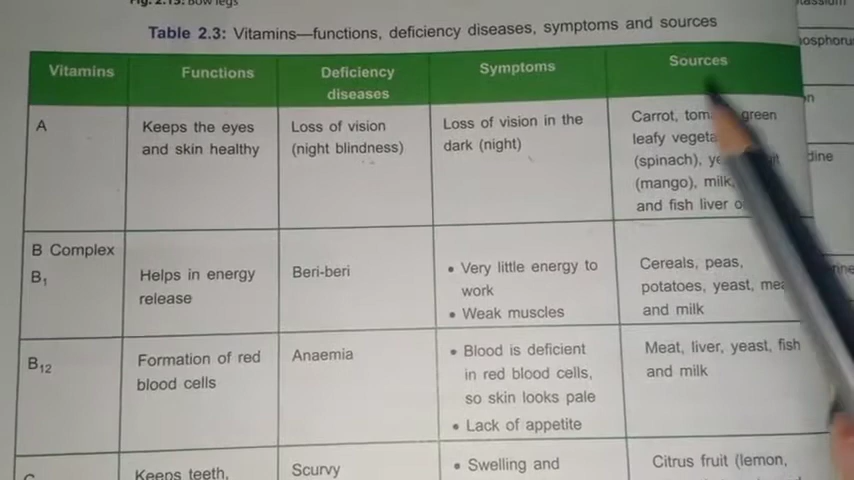 Fig. 2.13: Bow legs
Table 2.3: Vitamins—functions, deficiency diseases, symptoms and sources
Vitamins
Functions
Deficiency
diseases
Symptoms
Sources
A
Keeps the eyes
and skin healthy
Loss of vision
(night blindness)
Loss of vision in the
dark (night)
Carrot, green
leafy
(spinach),
(mango), milk,
and fish liver
B Complex
B₁
Helps in energy
release
Beri-beri
• Very little energy to
work
• Weak muscles
Cereals, peas,
potatoes, yeast,
and milk
B₁₂
Formation of red
blood cells
Anaemia
• Blood is deficient
in red blood cells,
so skin looks pale
• Lack of appetite
Meat, liver, yeast, fish
and milk
C
Keeps teeth,
Scurvy
• Swelling and
Citrus fruit (lemon,